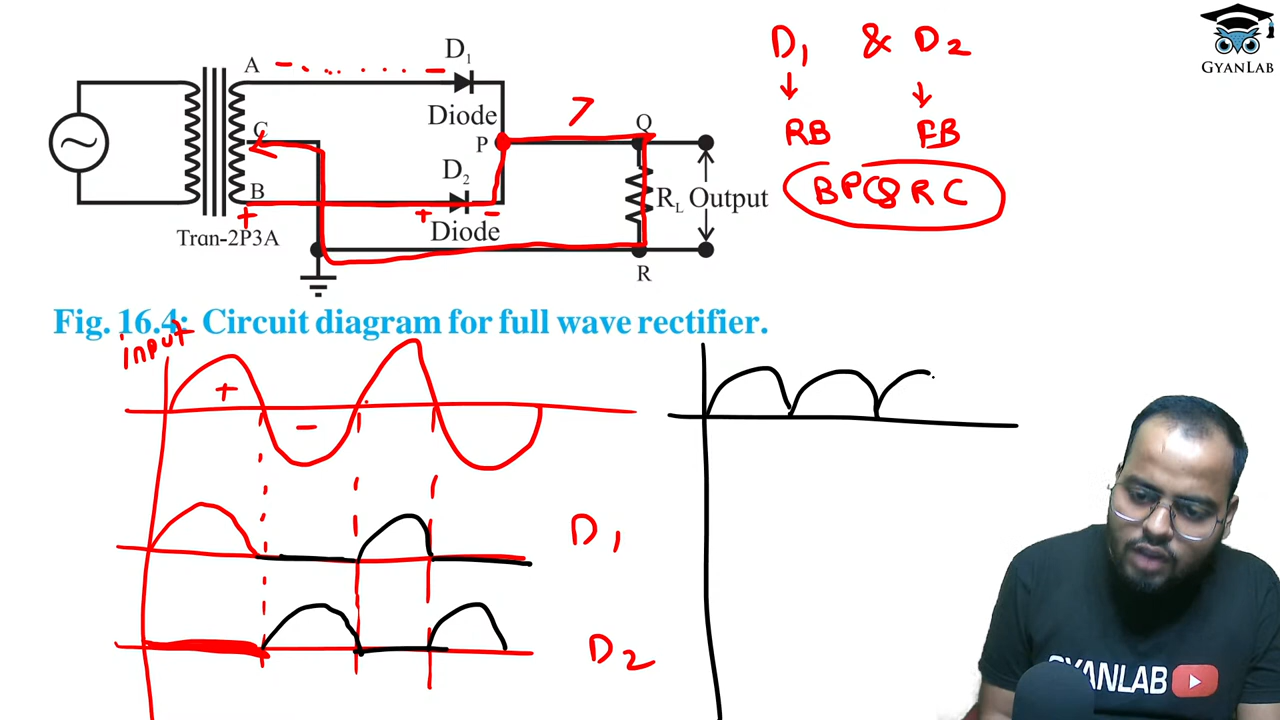 GYANLAB
D1 & D2
RB FB
BPQRC
A - . . . . . -
D1
Diode
C
P
Q
D2
B
+ + -
RL Output
Tran-2P3A
Diode
R
Fig. 16.4: Circuit diagram for full wave rectifier.
input
+
-
D1
D2
GYANLAB